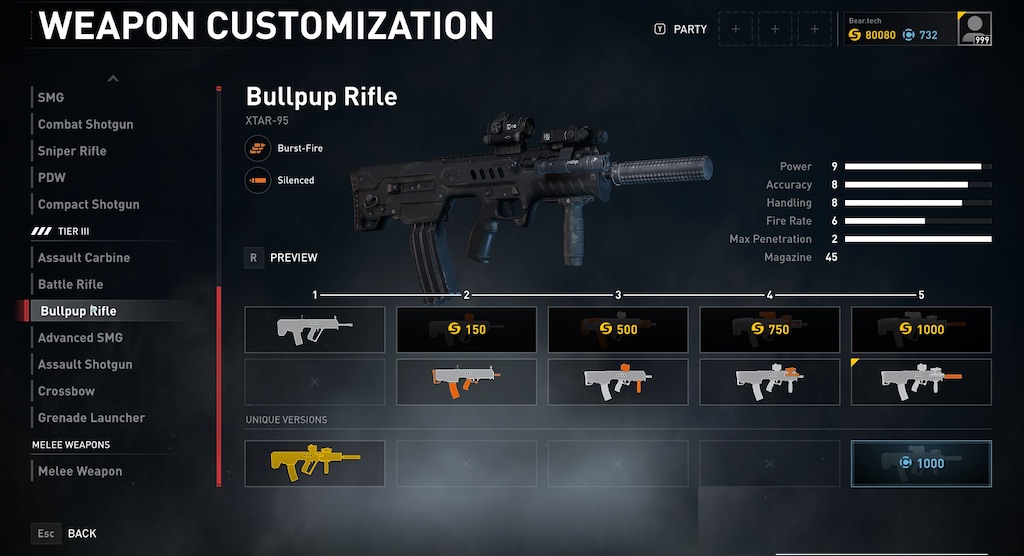 WEAPON CUSTOMIZATION
Y PARTY
Bear.tech
80080 732
999
SMG
Combat Shotgun
Sniper Rifle
PDW
Compact Shotgun
TIER III
Assault Carbine
Battle Rifle
Bullpup Rifle
Advanced SMG
Assault Shotgun
Crossbow
Grenade Launcher
MELEE WEAPONS
Melee Weapon
Esc BACK
Bullpup Rifle
XTAR-95
Burst-Fire
Silenced
R PREVIEW
Power 9
Accuracy 8
Handling 8
Fire Rate 6
Max Penetration 2
Magazine 45
1 2 3 4 5
150 500 750 1000
UNIQUE VERSIONS
1000